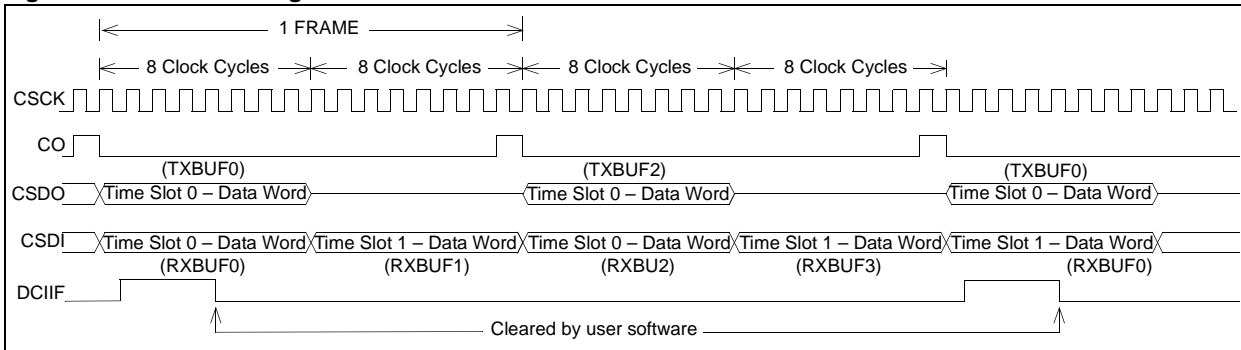 1 FRAME
8 Clock Cycles 8 Clock Cycles 8 Clock Cycles 8 Clock Cycles
CSCK
CO
(TXBUF0) (TXBUF2) (TXBUF0)
CSDO Time Slot 0 – Data Word Time Slot 0 – Data Word Time Slot 0 – Data Word
CSDI Time Slot 0 – Data Word Time Slot 1 – Data Word Time Slot 0 – Data Word Time Slot 1 – Data Word Time Slot 1 – Data Word
(RXBUF0) (RXBUF1) (RXBU2) (RXBUF3) (RXBUF0)
DCIIF
Cleared by user software